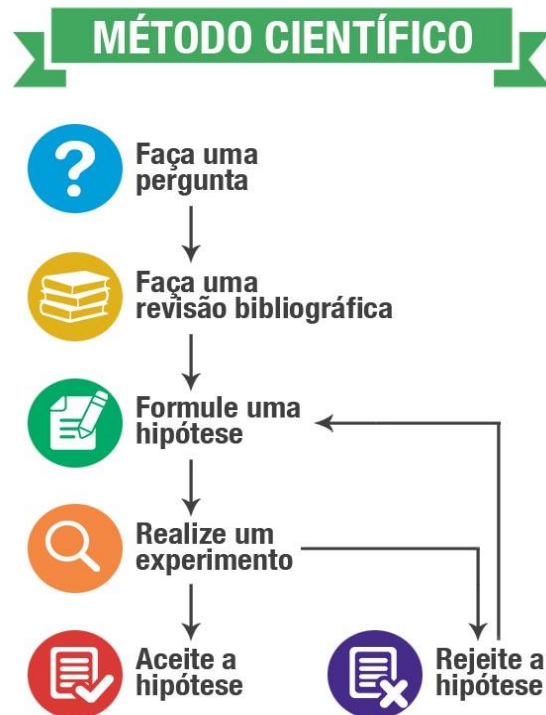 MÉTODO CIENTÍFICO
Faça uma
pergunta
Faça uma
revisão bibliográfica
Formule uma
hipótese
Realize um
experimento
Aceite a
hipótese
Rejeite a
hipótese